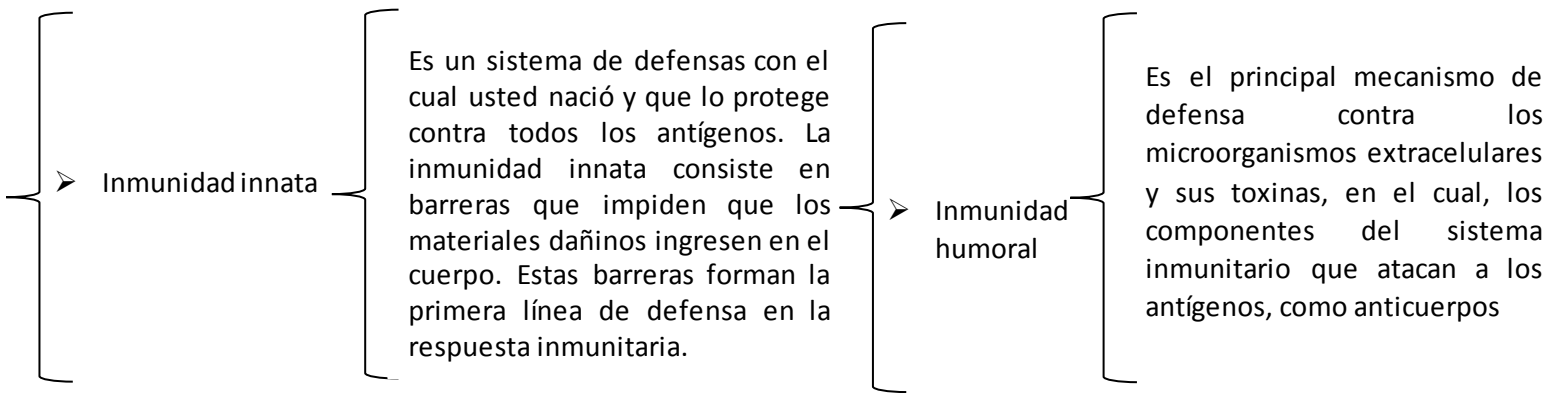 ➢ Inmunidad innata
Es un sistema de defensas con el
cual usted nació y que lo protege
contra todos los antígenos. La
inmunidad innata consiste en
barreras que impiden que los
materiales dañinos ingresen en el
cuerpo. Estas barreras forman la
primera línea de defensa en la
respuesta inmunitaria.
➢ Inmunidad
humoral
Es el principal mecanismo de
defensa contra los
microorganismos extracelulares
y sus toxinas, en el cual, los
componentes del sistema
inmunitario que atacan a los
antígenos, como anticuerpos